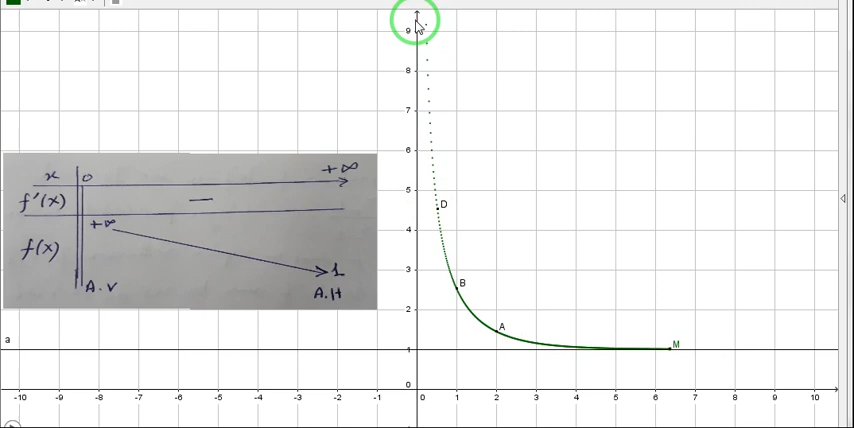 9
8
7
6
5
D
4
3
B
2
A
M
a
1
0
-10 -9 -8 -7 -6 -5 -4 -3 -2 -1 0 1 2 3 4 5 6 7 8 9 10
x 0 +∞
f'(x) —
+∞
f(x)
1
A.V A.H